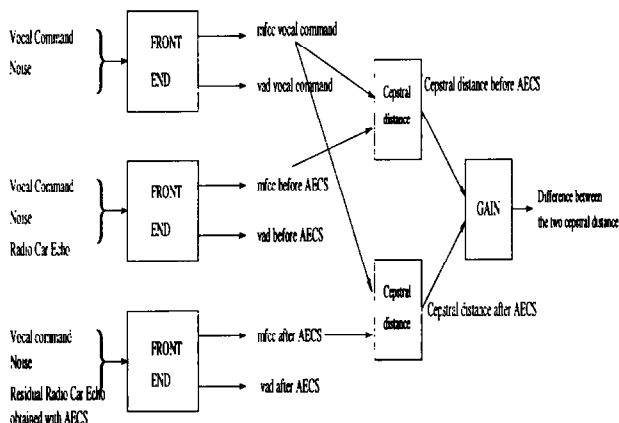 Vocal Command
Noise
FRONT
END
mfcc vocal command
vad vocal command
Cepstral
distance
Cepstral distance before AECS
Vocal Command
Noise
Radio Car Echo
FRONT
END
mfcc before AECS
vad before AECS
GAIN
Difference between
the two cepstral distance
Vocal command
Noise
Residual Radio Car Echo
obtained with AECS
FRONT
END
mfcc after AECS
vad after AECS
Cepstral
distance
Cepstral distance after AECS